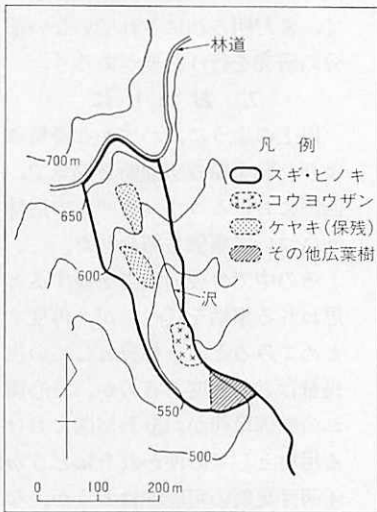 林道
凡例
スギ・ヒノキ
コウヨウザン
ケヤキ(保残)
その他広葉樹
700m
650
600
沢
550
500
0 100 200m